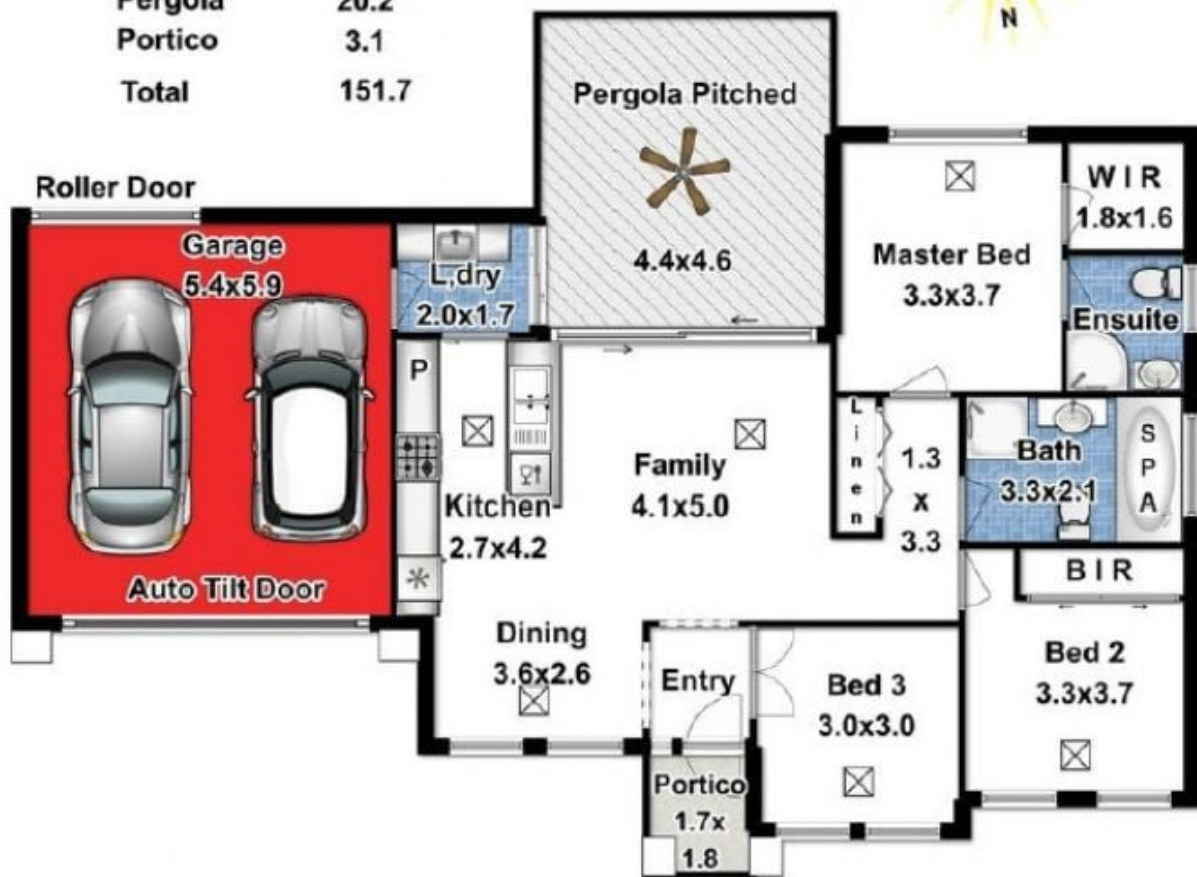 Pergola 20.2
Portico 3.1
Total 151.7
N
Pergola Pitched
4.4x4.6
Roller Door
Garage
5.4x5.9
Auto Tilt Door
L,dry
2.0x1.7
Master Bed
3.3x3.7
W I R
1.8x1.6
Ensuite
P
Kitchen
2.7x4.2
Family
4.1x5.0
Linen
1.3
X
3.3
Bath
3.3x2.1
SPA
B I R
Dining
3.6x2.6
Entry
Bed 3
3.0x3.0
Bed 2
3.3x3.7
Portico
1.7x
1.8